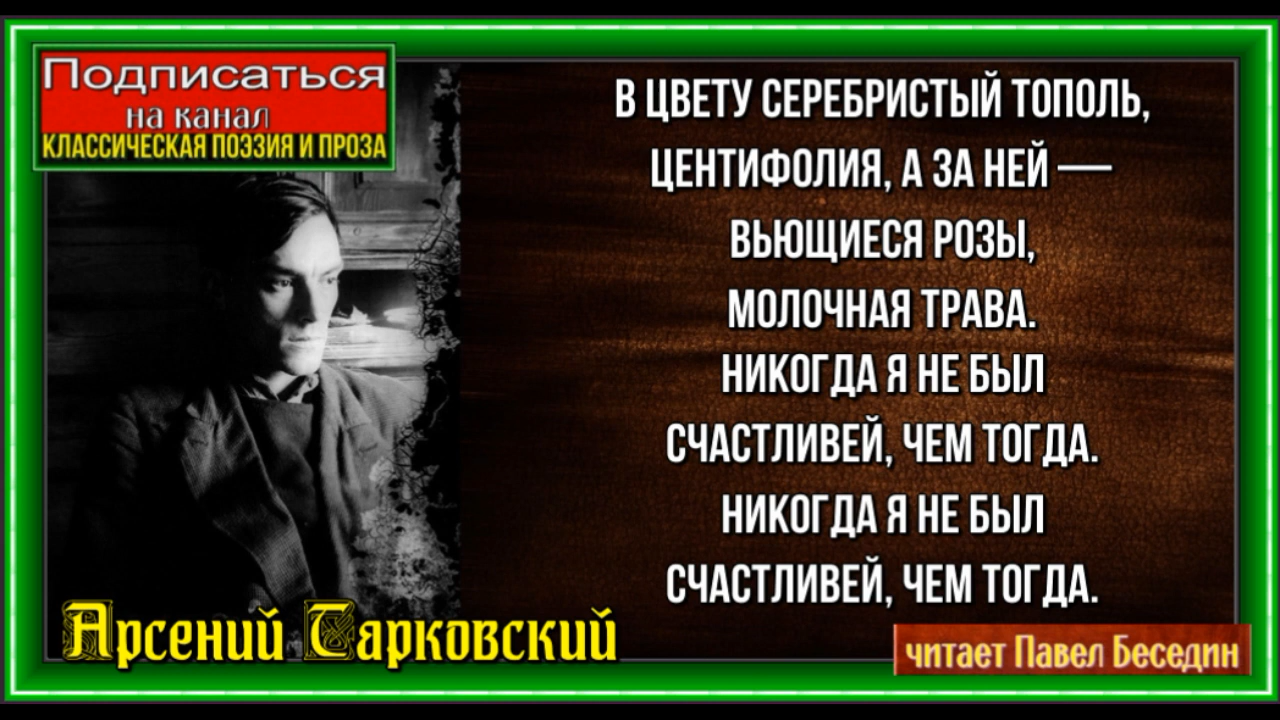 Подписаться
на канал
КЛАССИЧЕСКАЯ ПОЭЗИЯ И ПРОЗА
В ЦВЕТУ СЕРЕБРИСТЫЙ ТОПОЛЬ,
ЦЕНТИФОЛИЯ, А ЗА НЕЙ —
ВЬЮЩИЕСЯ РОЗЫ,
МОЛОЧНАЯ ТРАВА.
НИКОГДА Я НЕ БЫЛ
СЧАСТЛИВЕЙ, ЧЕМ ТОГДА.
НИКОГДА Я НЕ БЫЛ
СЧАСТЛИВЕЙ, ЧЕМ ТОГДА.
Арсений Тарковский
читает Павел Беседин